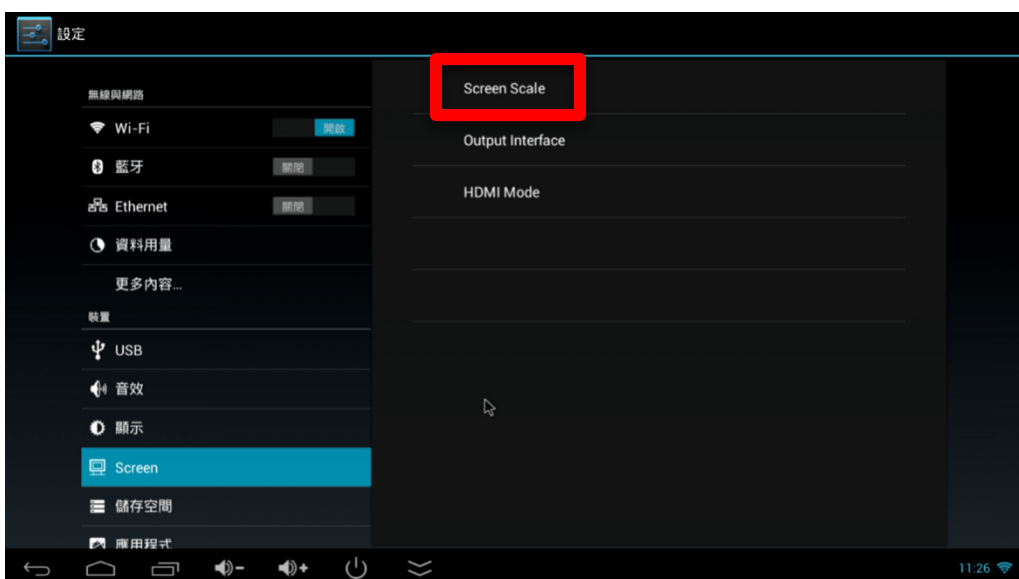 設定
無線與網路
Wi-Fi 開啟
藍牙 關閉
Ethernet 關閉
資料用量
更多內容...
裝置
USB
音效
顯示
Screen
儲存空間
應用程式
Screen Scale
Output Interface
HDMI Mode
11:26